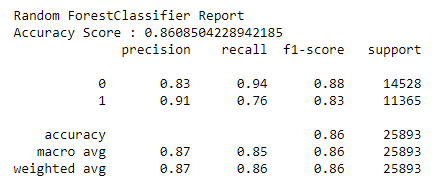 Random ForestClassifier Report
Accuracy Score : 0.8608504228942185
precision recall f1-score support
0 0.83 0.94 0.88 14528
1 0.91 0.76 0.83 11365
accuracy 0.86 25893
macro avg 0.87 0.85 0.86 25893
weighted avg 0.87 0.86 0.86 25893